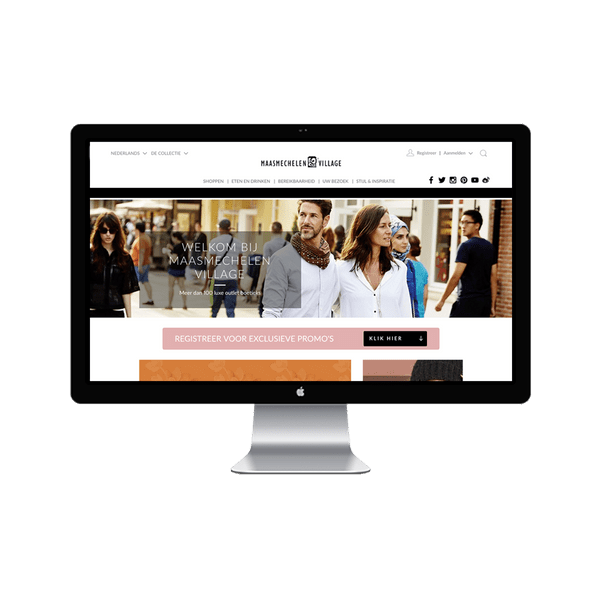 NEDERLANDS DE COLLECTIE
Registreer | Aanmelden
MAASMECHELEN VILLAGE
SHOPPEN | ETEN EN DRINKEN | BEREIKBAARHEID | UW BEZOEK | STIJL & INSPIRATIE
WELKOM BIJ
MAASMECHELEN
VILLAGE
Meer dan 100 luxe outlet boetieks
REGISTREER VOOR EXCLUSIEVE PROMO'S
KLIK HIER